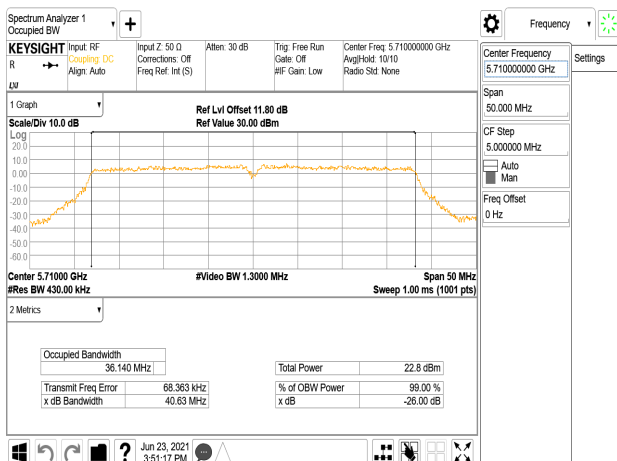 Spectrum Analyzer 1
Occupied BW
Frequency
KEYSIGHT
R
LXI
Input: RF
Coupling: DC
Align: Auto
Input Z: 50 Ω
Corrections: Off
Freq Ref: Int (S)
Atten: 30 dB
Trig: Free Run
Gate: Off
#IF Gain: Low
Center Freq: 5.710000000 GHz
Avg|Hold: 10/10
Radio Std: None
Center Frequency
5.710000000 GHz
Settings
Span
50.000 MHz
CF Step
5.000000 MHz
Auto
Man
Freq Offset
0 Hz
1 Graph
Scale/Div 10.0 dB
Ref Lvl Offset 11.80 dB
Ref Value 30.00 dBm
Log
20.0
10.0
0.00
-10.0
-20.0
-30.0
-40.0
-50.0
-60.0
Center 5.71000 GHz
#Res BW 430.00 kHz
#Video BW 1.3000 MHz
Span 50 MHz
Sweep 1.00 ms (1001 pts)
2 Metrics
Occupied Bandwidth
36.140 MHz
Total Power 22.8 dBm
Transmit Freq Error 68.363 kHz
% of OBW Power 99.00 %
x dB Bandwidth 40.63 MHz
x dB -26.00 dB
?
Jun 23, 2021
3:51:17 PM